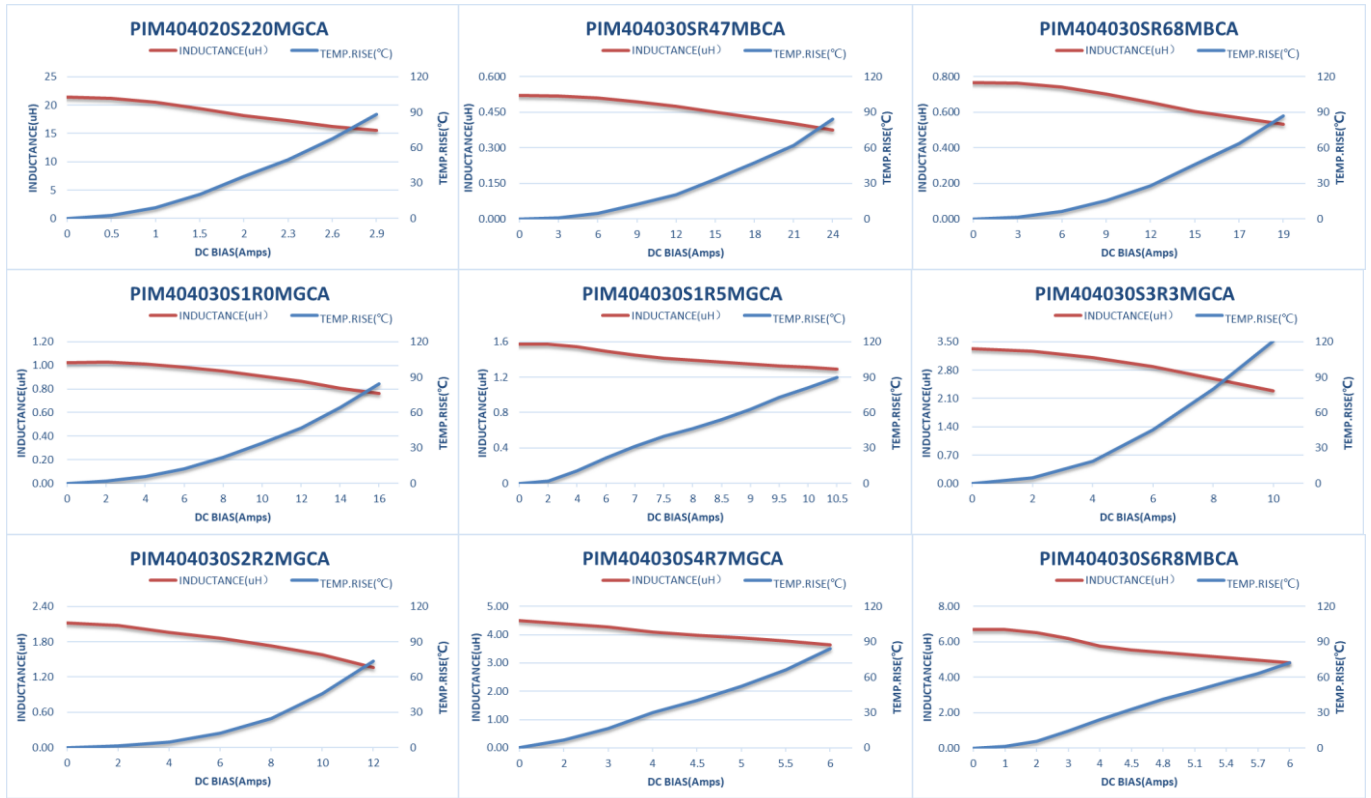 PIM404020S220MGCA
INDUCTANCE(uH) TEMP.RISE(℃)
25 120
20 90
15 60
10
5 30
0 0
0 0.5 1 1.5 2 2.3 2.6 2.9
INDUCTANCE(uH)
TEMP.RISE(℃)
DC BIAS(Amps)
PIM404030SR47MBCA
INDUCTANCE(uH) TEMP.RISE(℃)
0.600 120
0.450 90
0.300 60
0.150 30
0.000 0
0 3 6 9 12 15 18 21 24
INDUCTANCE(uH)
TEMP.RISE(℃)
DC BIAS(Amps)
PIM404030SR68MBCA
INDUCTANCE(uH) TEMP.RISE(℃)
0.800 120
0.600 90
0.400 60
0.200 30
0.000 0
0 3 6 9 12 15 17 19
INDUCTANCE(uH)
TEMP.RISE(℃)
DC BIAS(Amps)
PIM404030S1R0MGCA
INDUCTANCE(uH) TEMP.RISE(℃)
1.20 120
1.00 90
0.80
0.60 60
0.40 30
0.20
0.00 0
0 2 4 6 8 10 12 14 16
INDUCTANCE(uH)
TEMP.RISE(℃)
DC BIAS(Amps)
PIM404030S1R5MGCA
INDUCTANCE(uH) TEMP.RISE(℃)
1.6 120
1.2 90
0.8 60
0.4 30
0 0
0 2 4 6 7 7.5 8 8.5 9 9.5 10 10.5
INDUCTANCE(uH)
TEMP.RISE(℃)
DC BIAS(Amps)
PIM404030S3R3MGCA
INDUCTANCE(uH) TEMP.RISE(℃)
3.50 120
2.80 90
2.10 60
1.40
0.70 30
0.00 0
0 2 4 6 8 10
INDUCTANCE(uH)
TEMP.RISE(℃)
DC BIAS(Amps)
PIM404030S2R2MGCA
INDUCTANCE(uH) TEMP.RISE(℃)
2.40 120
1.80 90
1.20 60
0.60 30
0.00 0
0 2 4 6 8 10 12
INDUCTANCE(uH)
TEMP.RISE(℃)
DC BIAS(Amps)
PIM404030S4R7MGCA
INDUCTANCE(uH) TEMP.RISE(℃)
5.00 120
4.00 90
3.00 60
2.00
1.00 30
0.00 0
0 2 3 4 4.5 5 5.5 6
INDUCTANCE(uH)
TEMP.RISE(℃)
DC BIAS(Amps)
PIM404030S6R8MBCA
INDUCTANCE(uH) TEMP.RISE(℃)
8.00 120
6.00 90
4.00 60
2.00 30
0.00 0
0 1 2 3 4 4.5 4.8 5.1 5.4 5.7 6
INDUCTANCE(uH)
TEMP.RISE(℃)
DC BIAS(Amps)